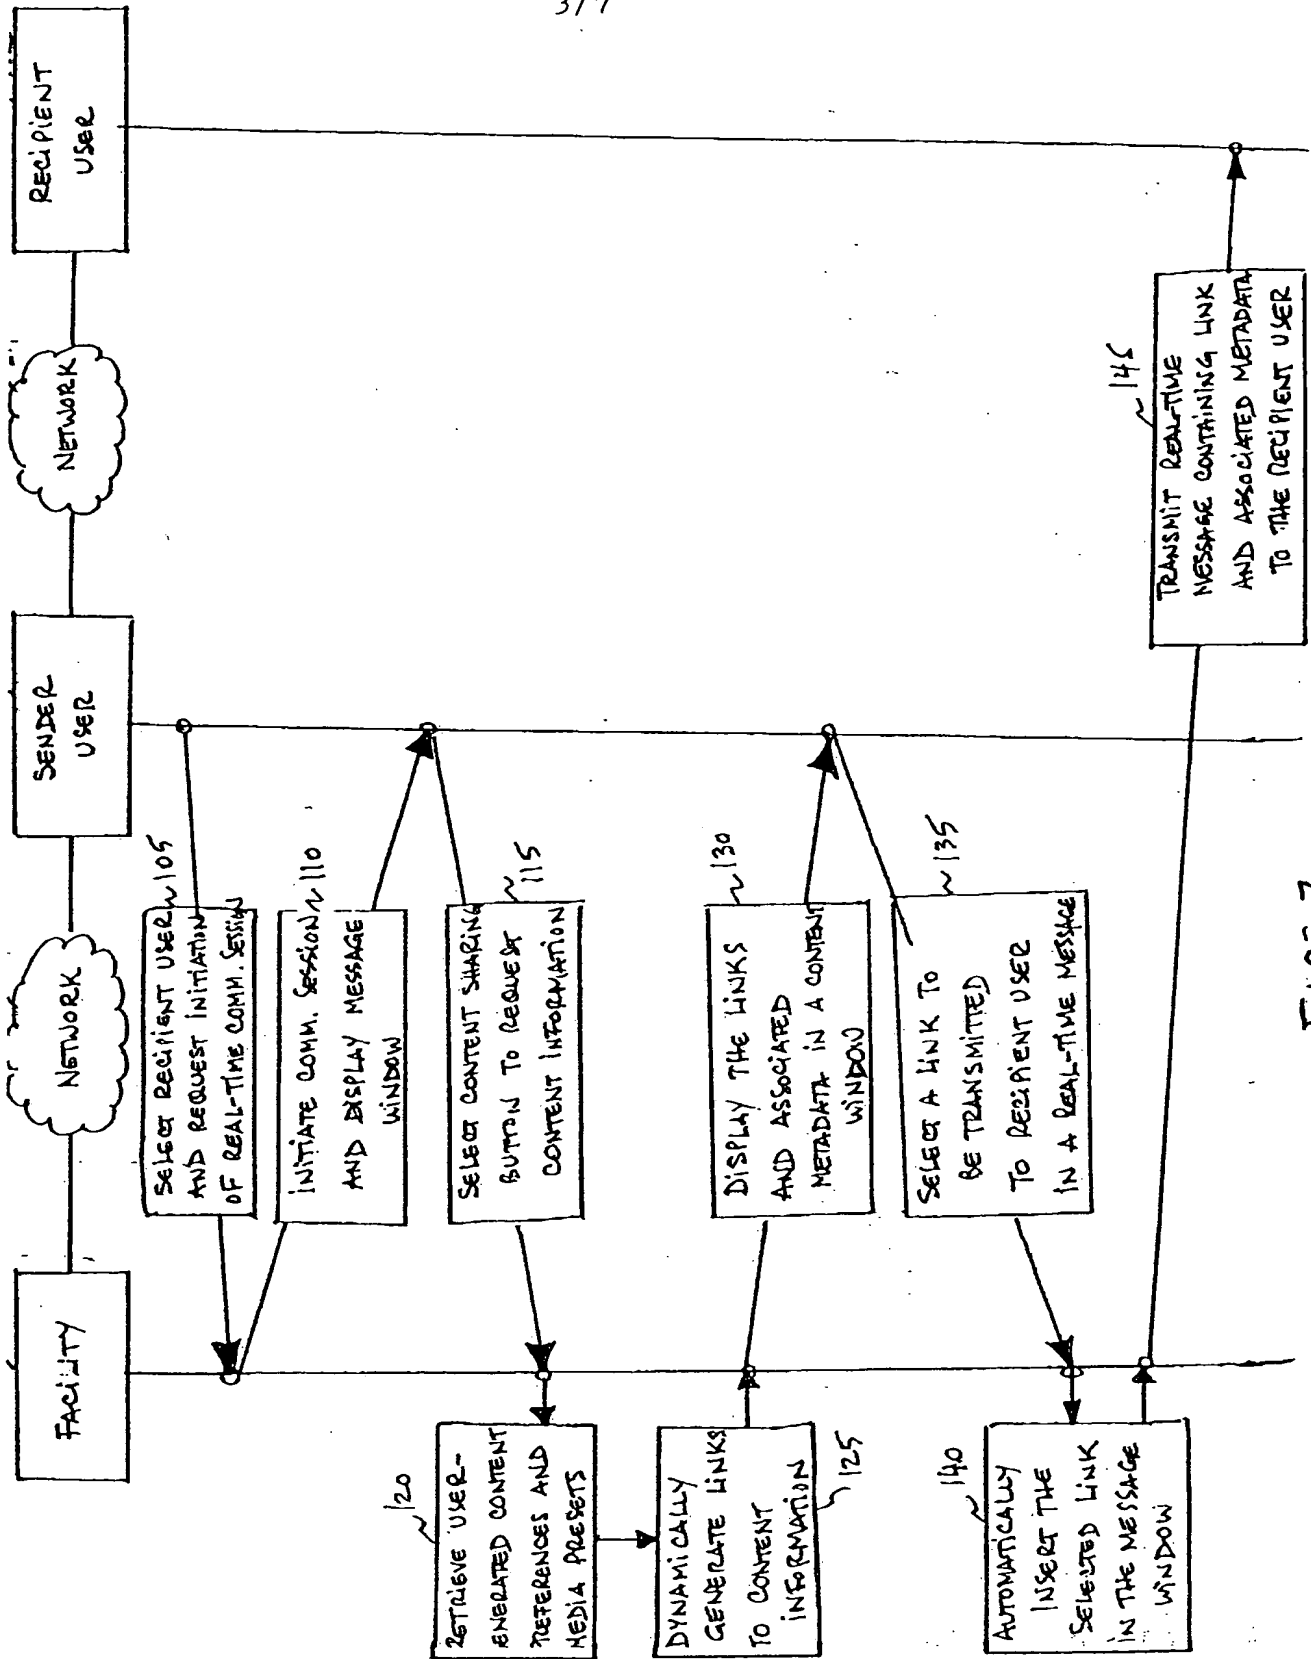 3/7
FACILITY
NETWORK
SENDER
USER
NETWORK
RECIPIENT
USER
SELECT RECIPIENT USER
AND REQUEST INITIATION
OF REAL-TIME COMM. SESSION
105
INITIATE COMM. SESSION
AND DISPLAY MESSAGE
WINDOW
110
SELECT CONTENT SHARING
BUTTON TO REQUEST
CONTENT INFORMATION
115
120
RETRIEVE USER-
ENERATED CONTENT
REFERENCES AND
MEDIA PRESETS
DYNAMICALLY
GENERATE LINKS
TO CONTENT
INFORMATION
125
DISPLAY THE LINKS
AND ASSOCIATED
METADATA IN A CONTENT
WINDOW
130
SELECT A LINK TO
BE TRANSMITTED
TO RECIPIENT USER
IN A REAL-TIME MESSAGE
135
140
AUTOMATICALLY
INSERT THE
SELECTED LINK
IN THE MESSAGE
WINDOW
145
TRANSMIT REAL-TIME
MESSAGE CONTAINING LINK
AND ASSOCIATED METADATA
TO THE RECIPIENT USER